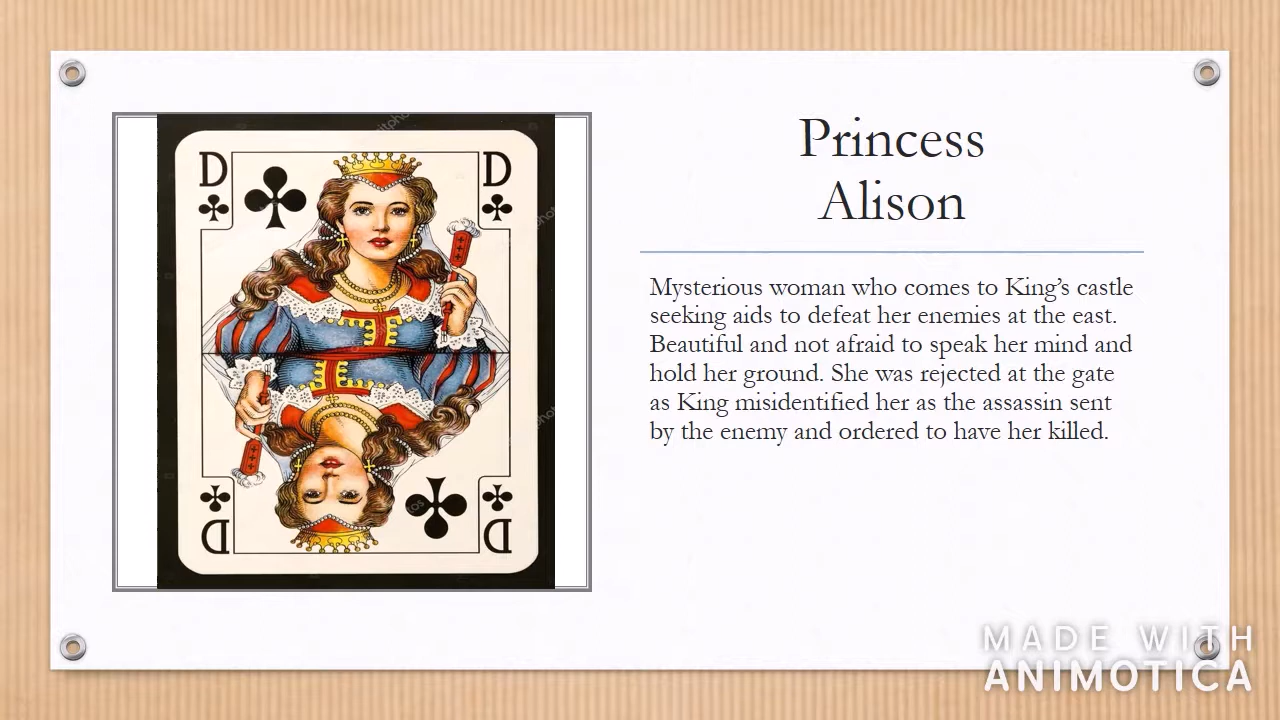 D
D
Princess
Alison
Mysterious woman who comes to King’s castle
seeking aids to defeat her enemies at the east.
Beautiful and not afraid to speak her mind and
hold her ground. She was rejected at the gate
as King misidentified her as the assassin sent
by the enemy and ordered to have her killed.
D
D
MADE WITH
ANIMOTICA